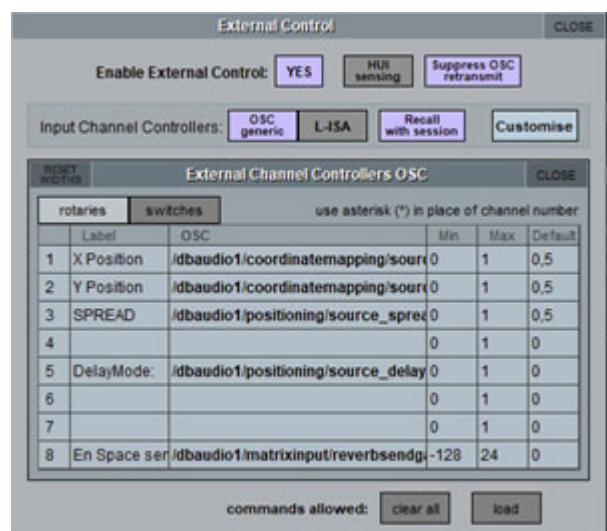 External Control CLOSE
Enable External Control: YES HUI sensing Suppress OSC retransmit
Input Channel Controllers: OSC generic L-ISA Recall with session Customise
RESET WIDTHS External Channel Controllers OSC CLOSE
rotaries switches use asterisk (*) in place of channel number
Label OSC Min Max Default
1 X Position /dbaudio1/coordinatemapping/sour 0 1 0,5
2 Y Position /dbaudio1/coordinatemapping/sour 0 1 0,5
3 SPREAD /dbaudio1/positioning/source_sprea 0 1 0,5
4 0 1 0
5 DelayMode: /dbaudio1/positioning/source_delay 0 1 0
6 0 1 0
7 0 1 0
8 En Space ser /dbaudio1/matrixinput/reverbsendg -128 24 0
commands allowed: clear all load